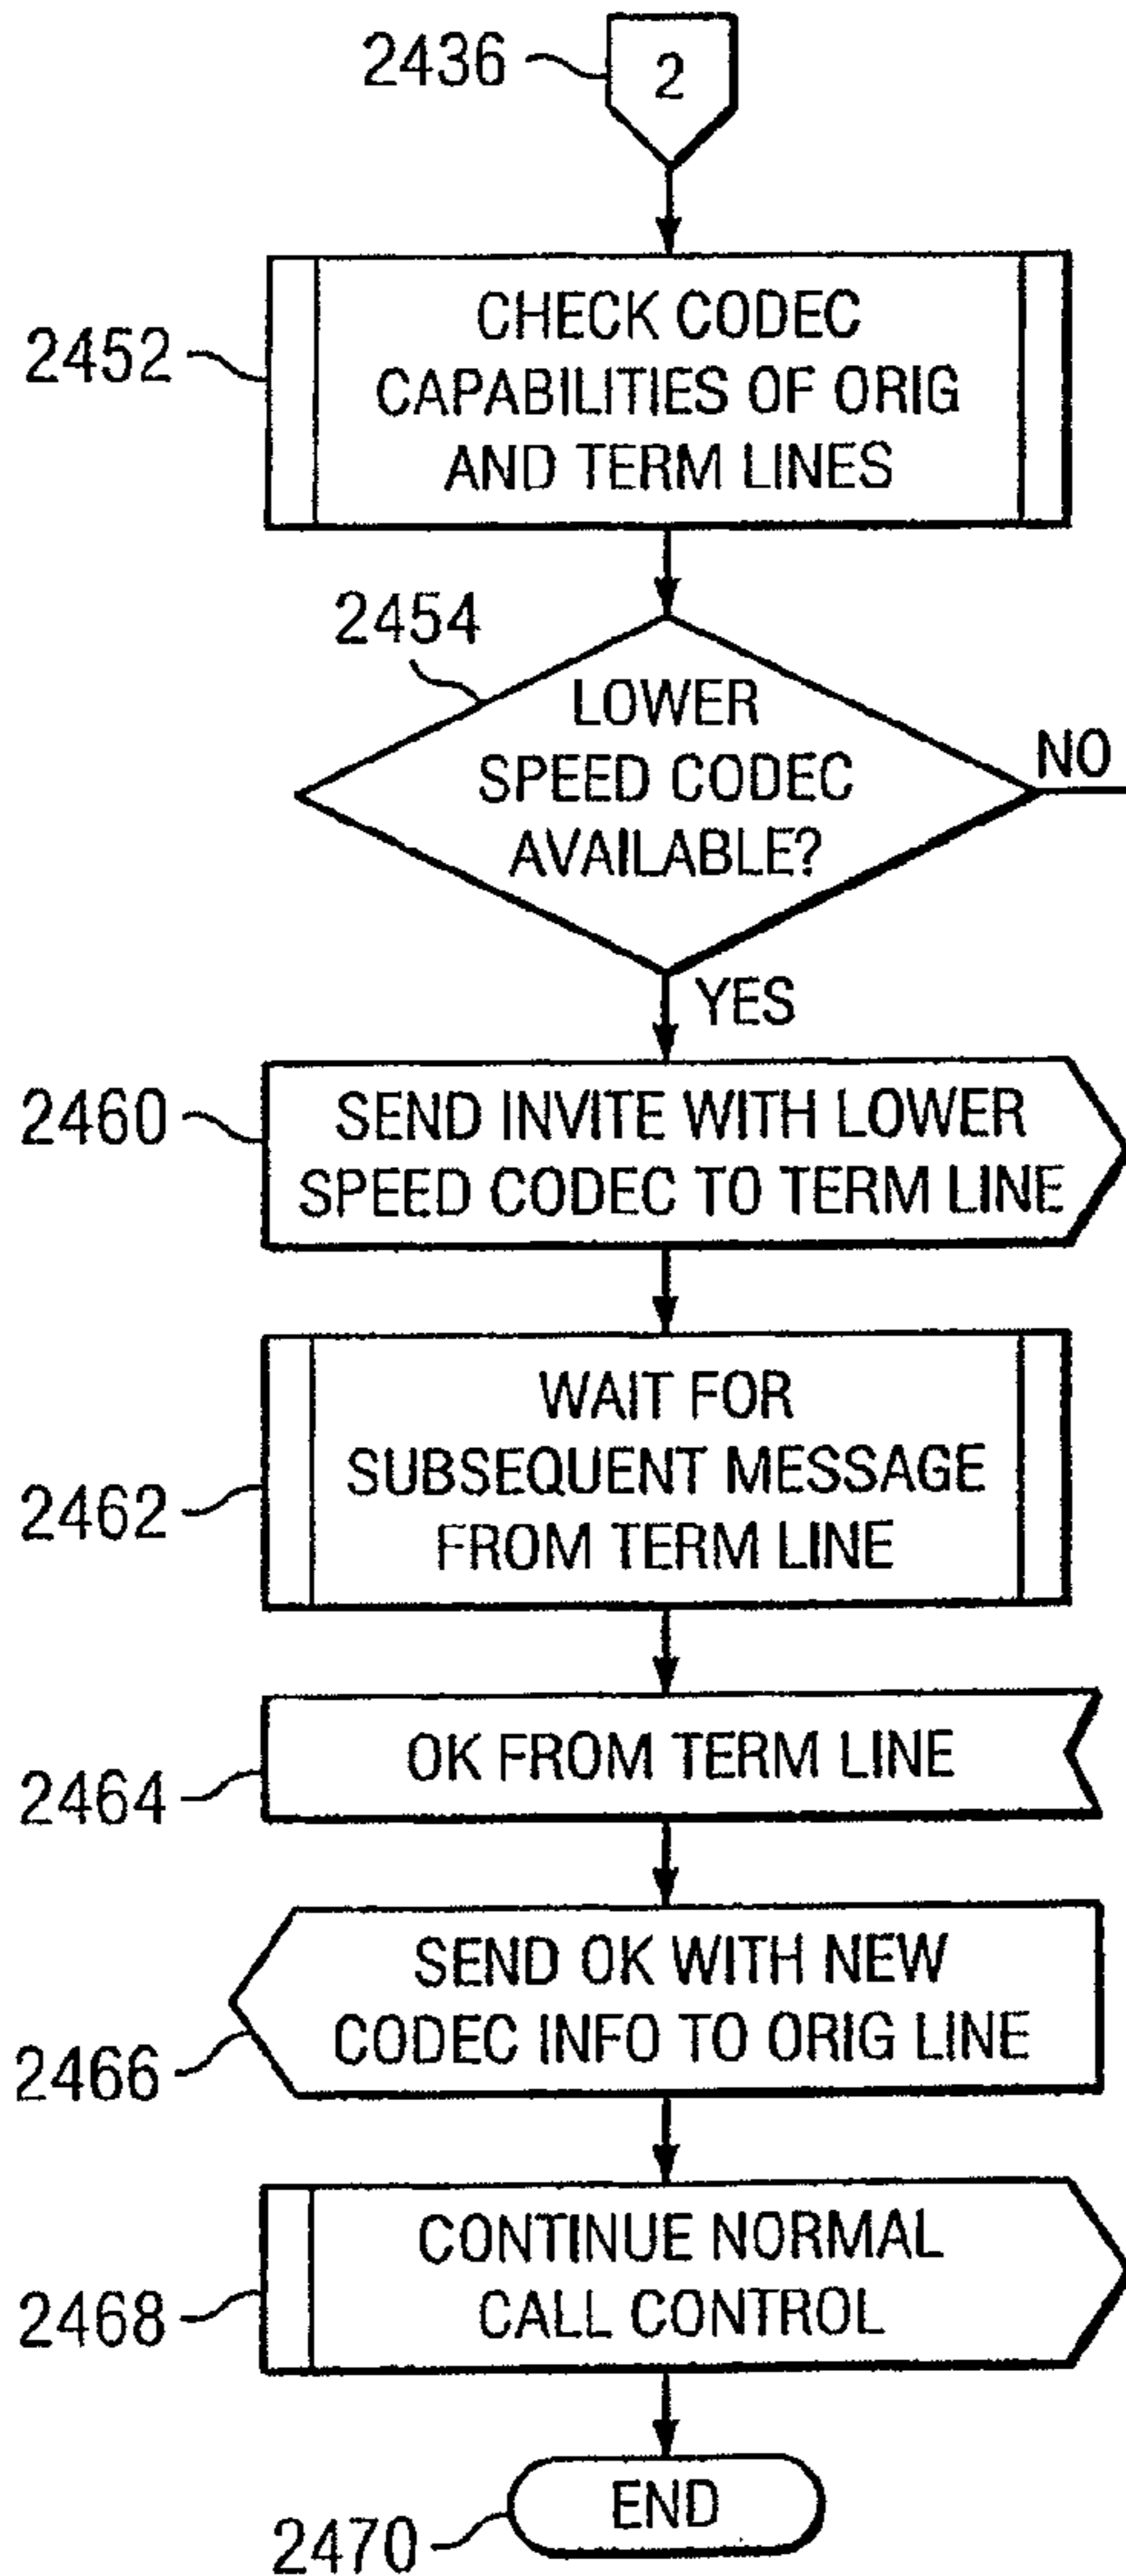 2436
2
2452
CHECK CODEC
CAPABILITIES OF ORIG
AND TERM LINES
2454
LOWER
SPEED CODEC
AVAILABLE?
NO
YES
2460
SEND INVITE WITH LOWER
SPEED CODEC TO TERM LINE
2462
WAIT FOR
SUBSEQUENT MESSAGE
FROM TERM LINE
2464
OK FROM TERM LINE
2466
SEND OK WITH NEW
CODEC INFO TO ORIG LINE
2468
CONTINUE NORMAL
CALL CONTROL
2470
END